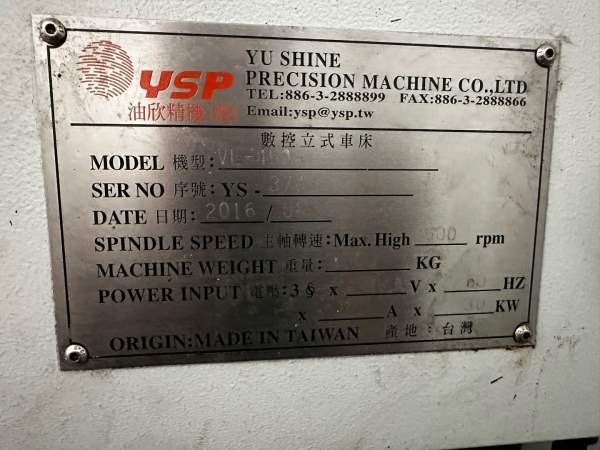 YSP
油欣精機
YU SHINE
PRECISION MACHINE CO.,LTD
TEL:886-3-2888899 FAX:886-3-2888866
Email:ysp@ysp.tw
數控立式車床
MODEL 機型:
SER NO 序號: YS -
DATE 日期: 2016 /
SPINDLE SPEED 主軸轉速: Max. High rpm
MACHINE WEIGHT 重量: KG
POWER INPUT 電壓: 3 § x V x 60 HZ
x A x 30 KW
ORIGIN:MADE IN TAIWAN 產地:台灣